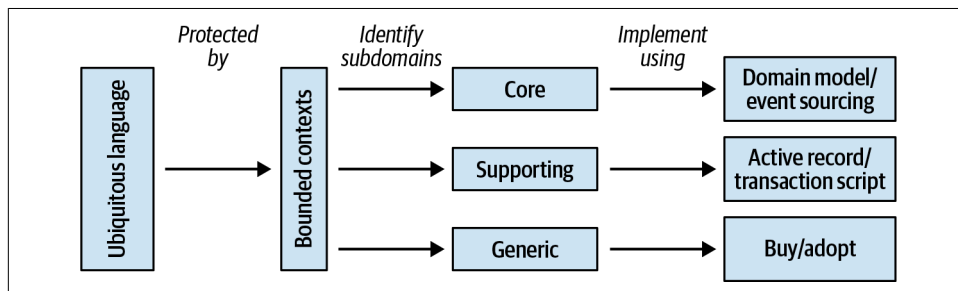 Protected
by
Identify
subdomains
Implement
using
Ubiquitous language
Bounded contexts
Core
Domain model/
event sourcing
Supporting
Active record/
transaction script
Generic
Buy/adopt